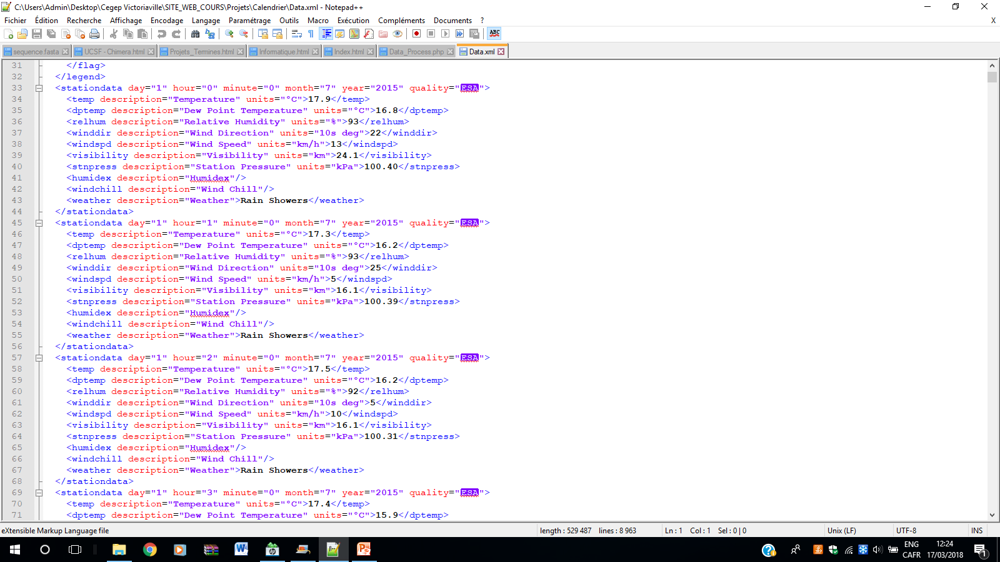 C:\Users\Admin\Desktop\Cegep Victoriaville\SITE_WEB_COURS\Projets\Calendrier\Data.xml - Notepad++
Fichier Édition Recherche Affichage Encodage Langage Paramétrage Outils Macro Exécution Compléments Documents ? X
ABC
sequence.fasta UCSF - Chimera.html Projets_Termines.html Informatique.html Index.html Data_Process.php Data.xml
31 </flag>
32 </legend>
33 <stationdata day="1" hour="0" minute="0" month="7" year="2015" quality="ESA">
34 <temp description="Temperature" units="°C">17.9</temp>
35 <dptemp description="Dew Point Temperature" units="°C">16.8</dptemp>
36 <relhum description="Relative Humidity" units="%">93</relhum>
37 <winddir description="Wind Direction" units="10s deg">22</winddir>
38 <windspd description="Wind Speed" units="km/h">13</windspd>
39 <visibility description="Visibility" units="km">24.1</visibility>
40 <stnpress description="Station Pressure" units="kPa">100.40</stnpress>
41 <humidex description="Humidex"/>
42 <windchill description="Wind Chill"/>
43 <weather description="Weather">Rain Showers</weather>
44 </stationdata>
45 <stationdata day="1" hour="1" minute="0" month="7" year="2015" quality="ESA">
46 <temp description="Temperature" units="°C">17.3</temp>
47 <dptemp description="Dew Point Temperature" units="°C">16.2</dptemp>
48 <relhum description="Relative Humidity" units="%">93</relhum>
49 <winddir description="Wind Direction" units="10s deg">25</winddir>
50 <windspd description="Wind Speed" units="km/h">5</windspd>
51 <visibility description="Visibility" units="km">16.1</visibility>
52 <stnpress description="Station Pressure" units="kPa">100.39</stnpress>
53 <humidex description="Humidex"/>
54 <windchill description="Wind Chill"/>
55 <weather description="Weather">Rain Showers</weather>
56 </stationdata>
57 <stationdata day="1" hour="2" minute="0" month="7" year="2015" quality="ESA">
58 <temp description="Temperature" units="°C">17.5</temp>
59 <dptemp description="Dew Point Temperature" units="°C">16.2</dptemp>
60 <relhum description="Relative Humidity" units="%">92</relhum>
61 <winddir description="Wind Direction" units="10s deg">5</winddir>
62 <windspd description="Wind Speed" units="km/h">10</windspd>
63 <visibility description="Visibility" units="km">16.1</visibility>
64 <stnpress description="Station Pressure" units="kPa">100.31</stnpress>
65 <humidex description="Humidex"/>
66 <windchill description="Wind Chill"/>
67 <weather description="Weather">Rain Showers</weather>
68 </stationdata>
69 <stationdata day="1" hour="3" minute="0" month="7" year="2015" quality="ESA">
70 <temp description="Temperature" units="°C">17.4</temp>
71 <dptemp description="Dew Point Temperature" units="°C">15.9</dptemp>
eXtensible Markup Language file length : 529 487 lines : 8 963 Ln : 1 Col : 1 Sel : 0 | 0 Unix (LF) UTF-8 INS
ENG 12:24
CAFR 17/03/2018 1